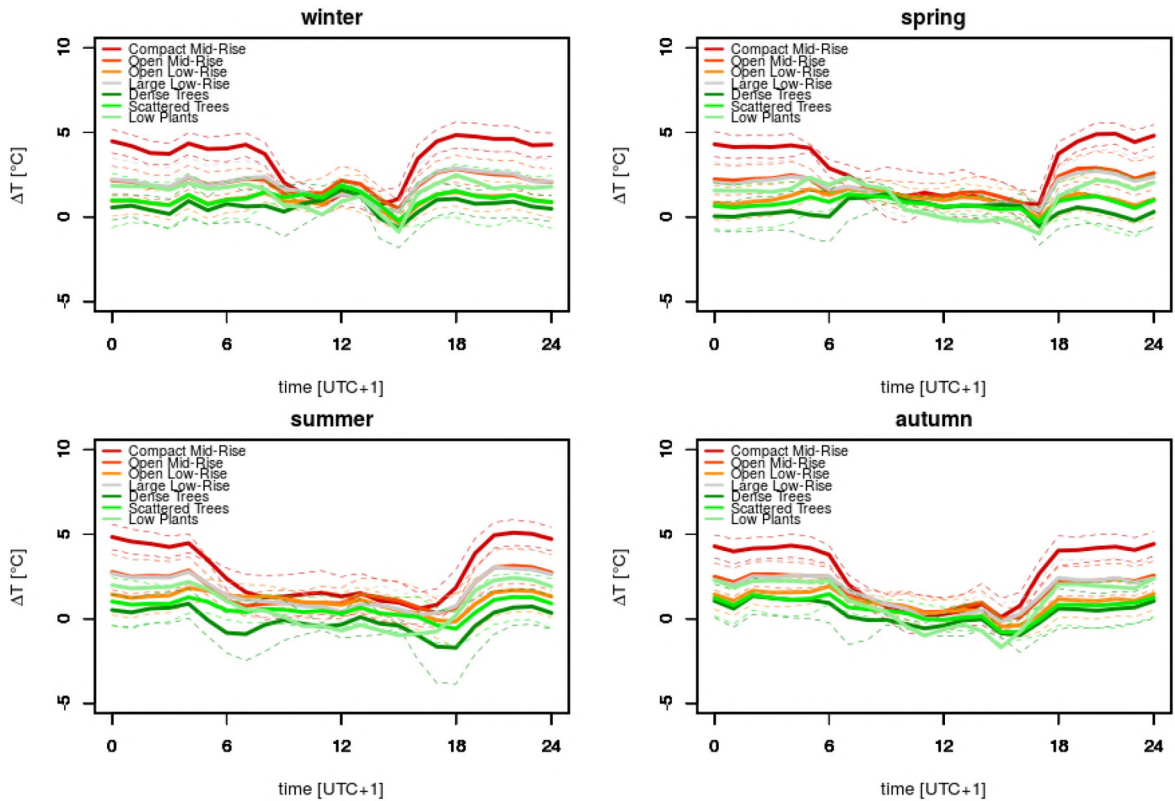 winter
10
5
0
-5
ΔT [°C]
Compact Mid-Rise
Open Mid-Rise
Open Low-Rise
Large Low-Rise
Dense Trees
Scattered Trees
Low Plants
0 6 12 18 24
time [UTC+1]
spring
10
5
0
-5
ΔT [°C]
Compact Mid-Rise
Open Mid-Rise
Open Low-Rise
Large Low-Rise
Dense Trees
Scattered Trees
Low Plants
0 6 12 18 24
time [UTC+1]
summer
10
5
0
-5
ΔT [°C]
Compact Mid-Rise
Open Mid-Rise
Open Low-Rise
Large Low-Rise
Dense Trees
Scattered Trees
Low Plants
0 6 12 18 24
time [UTC+1]
autumn
10
5
0
-5
ΔT [°C]
Compact Mid-Rise
Open Mid-Rise
Open Low-Rise
Large Low-Rise
Dense Trees
Scattered Trees
Low Plants
0 6 12 18 24
time [UTC+1]